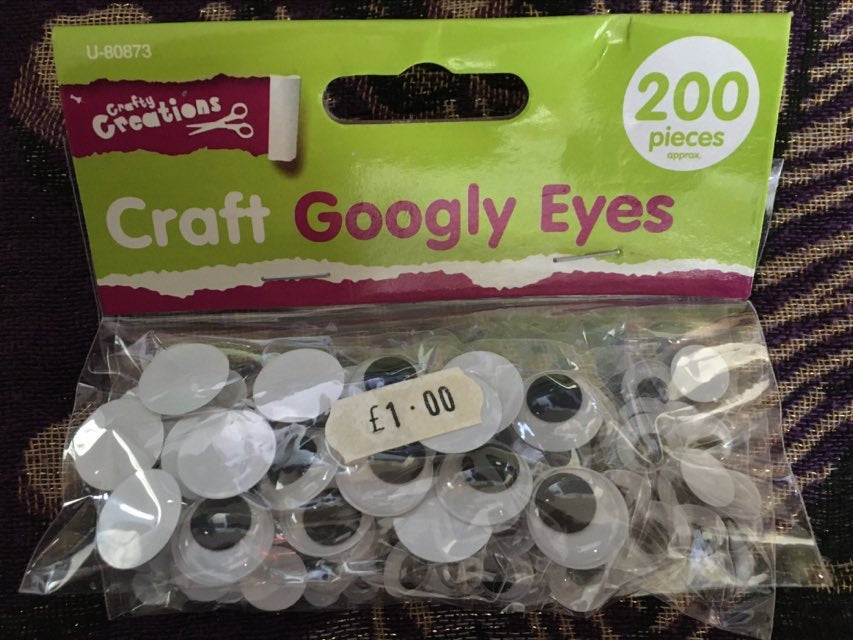 U-80873
Crafty
Creations
200
pieces
approx.
Craft Googly Eyes
£1·00